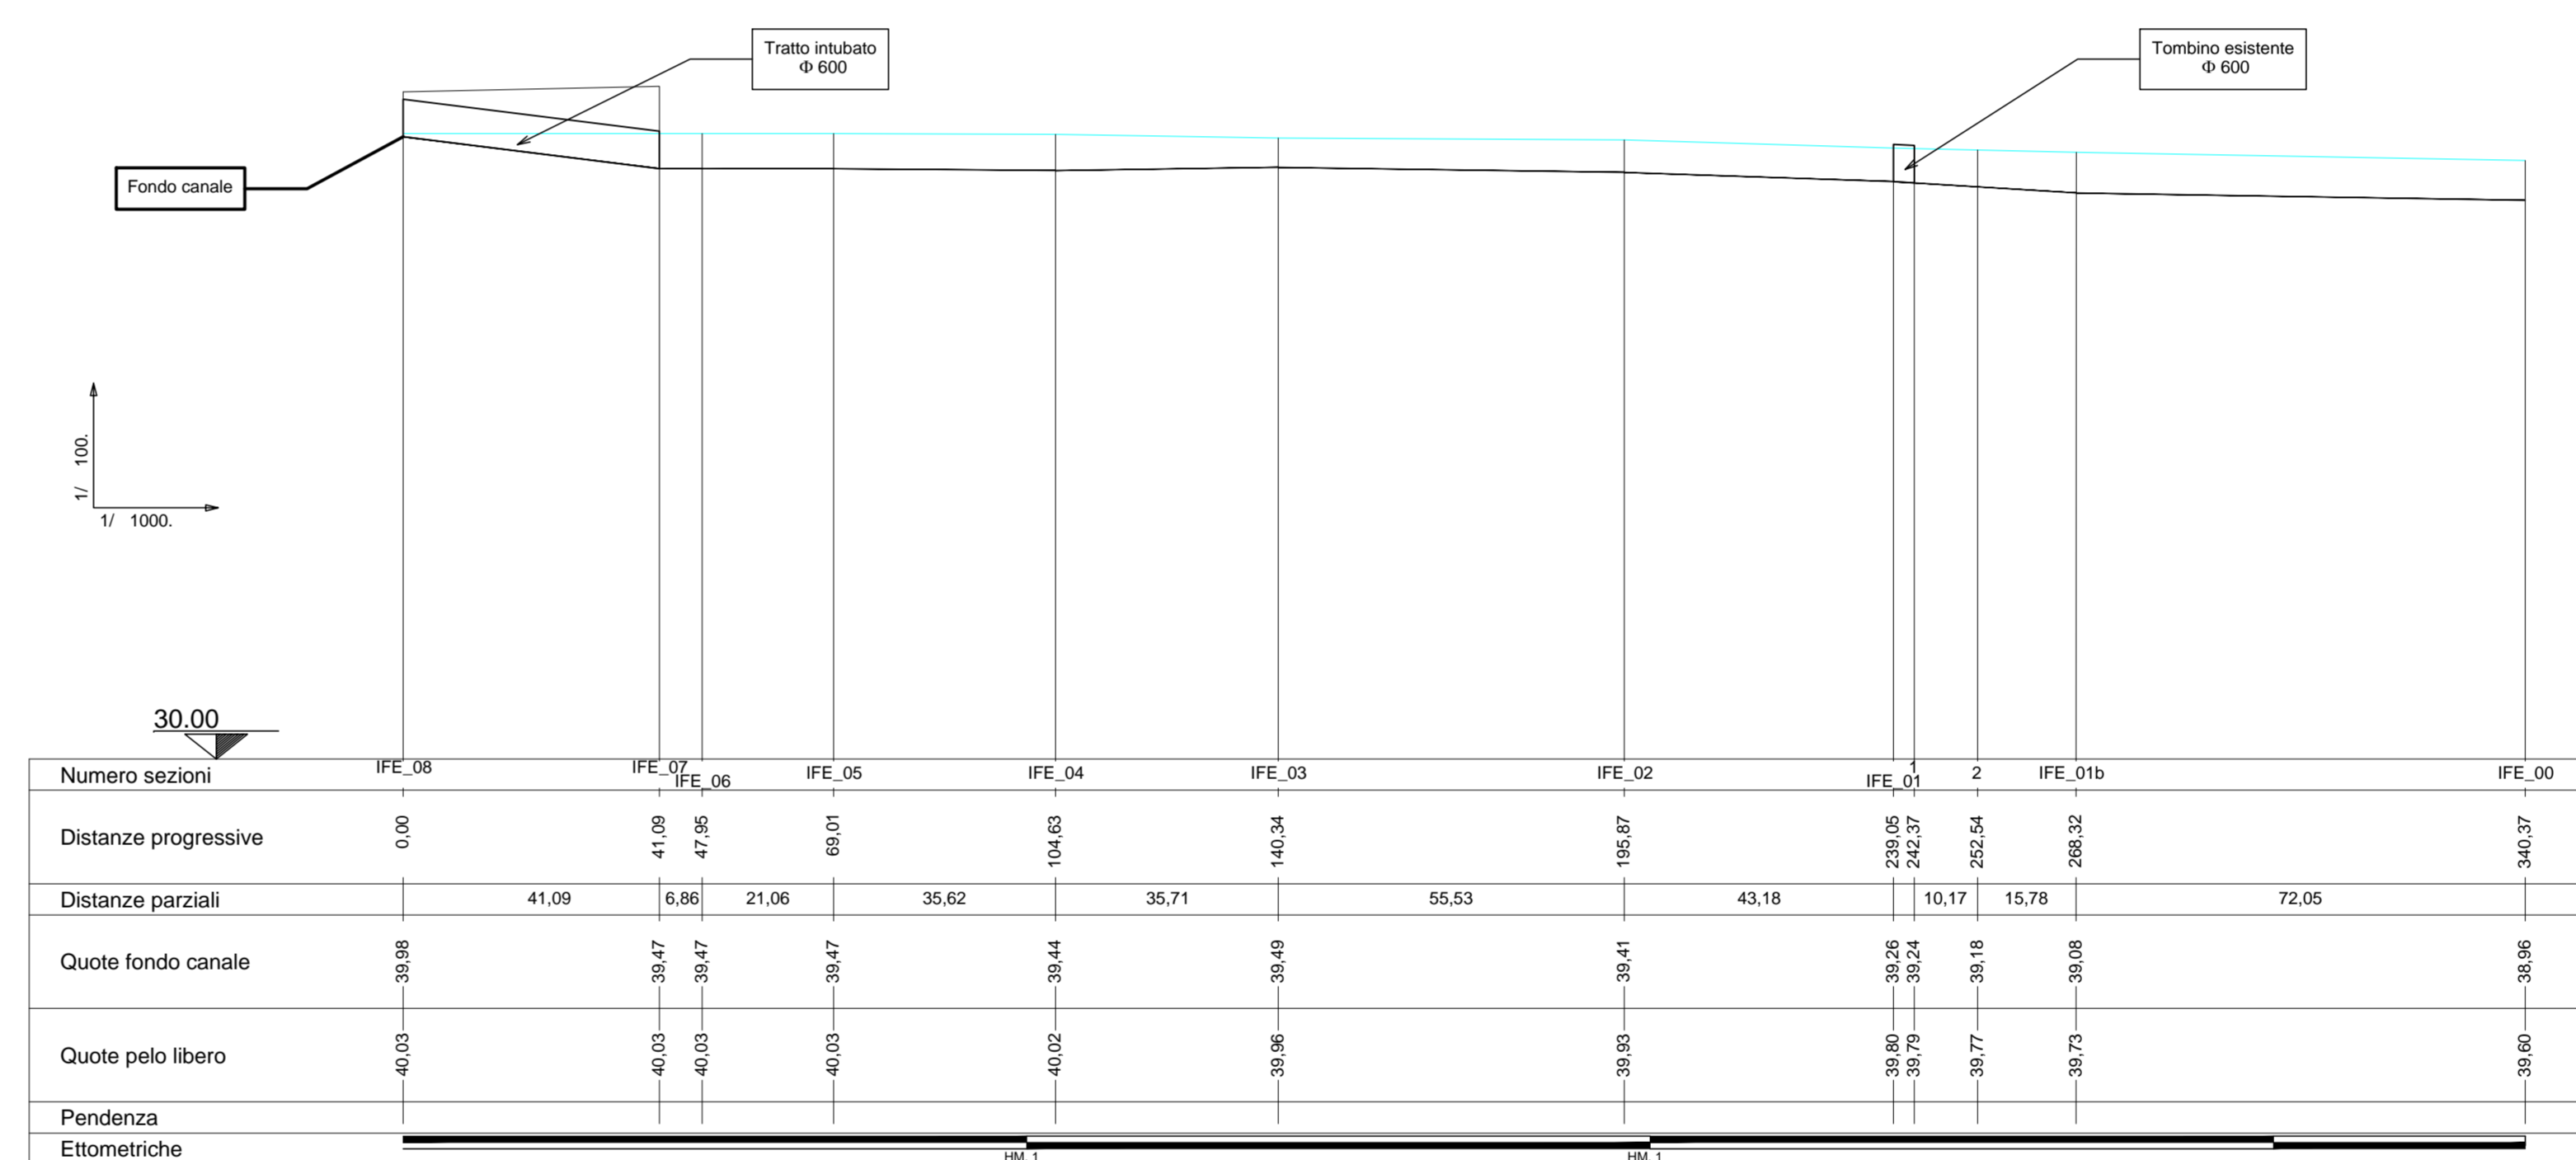 Tratto intubato
Φ 600
Tombino esistente
Φ 600
Fondo canale
1/ 100.
1/ 1000.
30.00
Numero sezioni IFE_08 IFE_07 IFE_06 IFE_05 IFE_04 IFE_03 IFE_02 IFE_01 1 2 IFE_01b IFE_00
Distanze progressive 0,00 41,09 47,95 69,01 104,63 140,34 195,87 239,05 242,37 252,54 268,32 340,37
Distanze parziali 41,09 6,86 21,06 35,62 35,71 55,53 43,18 10,17 15,78 72,05
Quote fondo canale 39,98 39,47 39,47 39,47 39,44 39,49 39,41 39,26 39,24 39,18 39,08 38,96
Quote pelo libero 40,03 40,03 40,03 40,03 40,02 39,96 39,93 39,80 39,79 39,77 39,73 39,60
Pendenza
Ettometriche
HM. 1 HM. 1